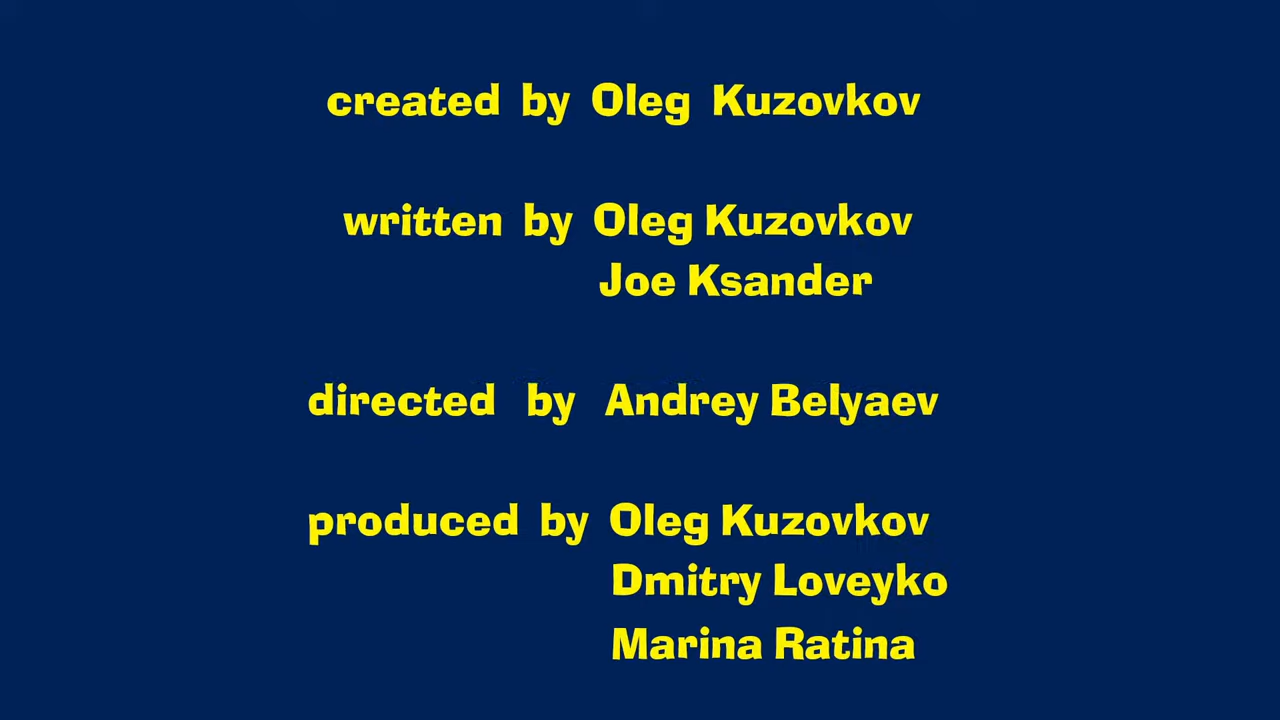 created by Oleg Kuzovkov
written by Oleg Kuzovkov
Joe Ksander
directed by Andrey Belyaev
produced by Oleg Kuzovkov
Dmitry Loveyko
Marina Ratina